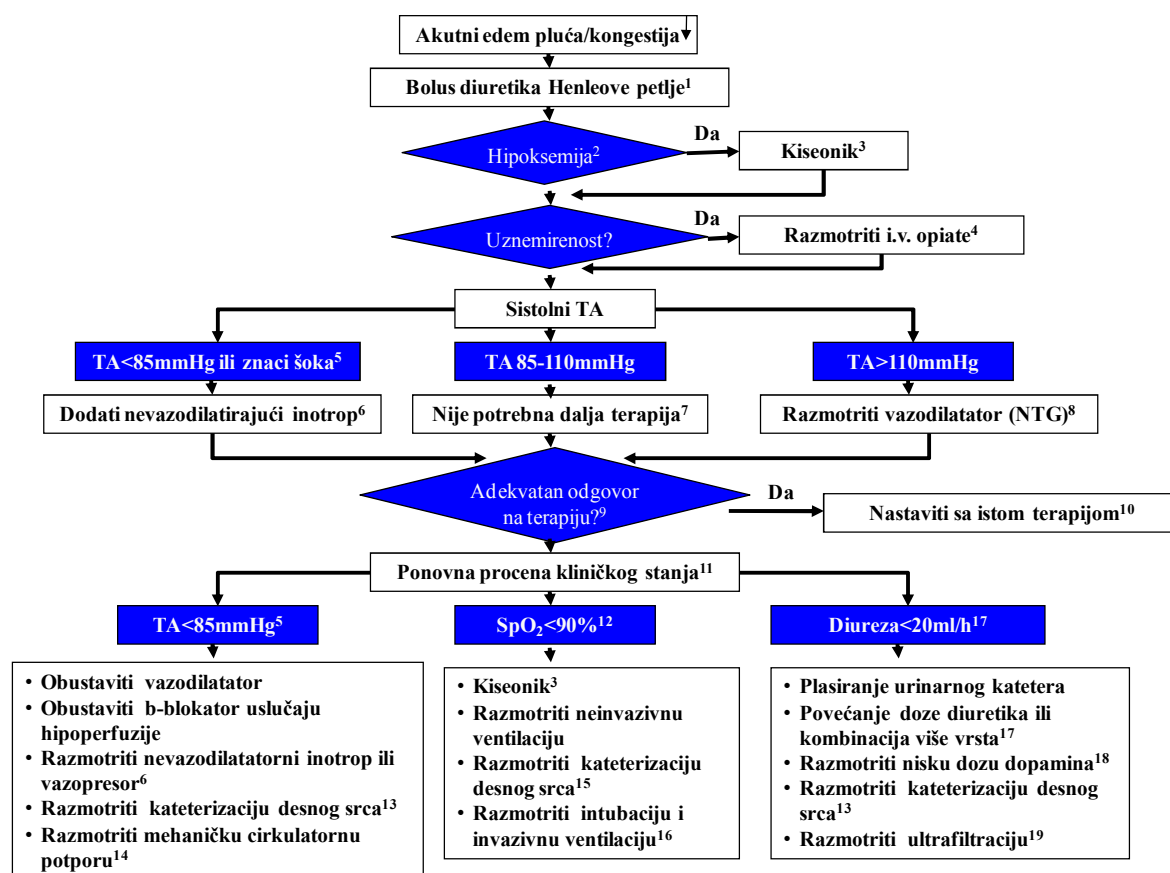 Akutni edem pluća/kongestija
Bolus diuretika Henleove petlje¹
Da
Hipoksemija²
Kiseonik³
Da
Uznemirenost?
Razmotriti i.v. opiate⁴
Sistolni TA
TA<85mmHg ili znaci šoka⁵
TA 85-110mmHg
TA>110mmHg
Dodati nevazodilatirajući inotrop⁶
Nije potrebna dalja terapija⁷
Razmotriti vazodilatator (NTG)⁸
Adekvatan odgovor
na terapiju?⁹
Da
Nastaviti sa istom terapijom¹⁰
Ponovna procena kliničkog stanja¹¹
TA<85mmHg⁵
SpO₂<90%¹²
Diureza<20ml/h¹⁷
• Obustaviti vazodilatator
• Obustaviti b-blokator uslučaju
hipoperfuzije
• Razmotriti nevazodilatatorni inotrop ili
vazopresor⁶
• Razmotriti kateterizaciju desnog srca¹³
• Razmotriti mehaničku cirkulatornu
potporu¹⁴
• Kiseonik³
• Razmotriti neinvazivnu
ventilaciju
• Razmotriti kateterizaciju
desnog srca¹⁵
• Razmotriti intubaciju i
invazivnu ventilaciju¹⁶
• Plasiranje urinarnog katetera
• Povećanje doze diuretika ili
kombinacija više vrsta¹⁷
• Razmotriti nisku dozu dopamina¹⁸
• Razmotriti kateterizaciju desnog
srca¹³
• Razmotriti ultrafiltraciju¹⁹